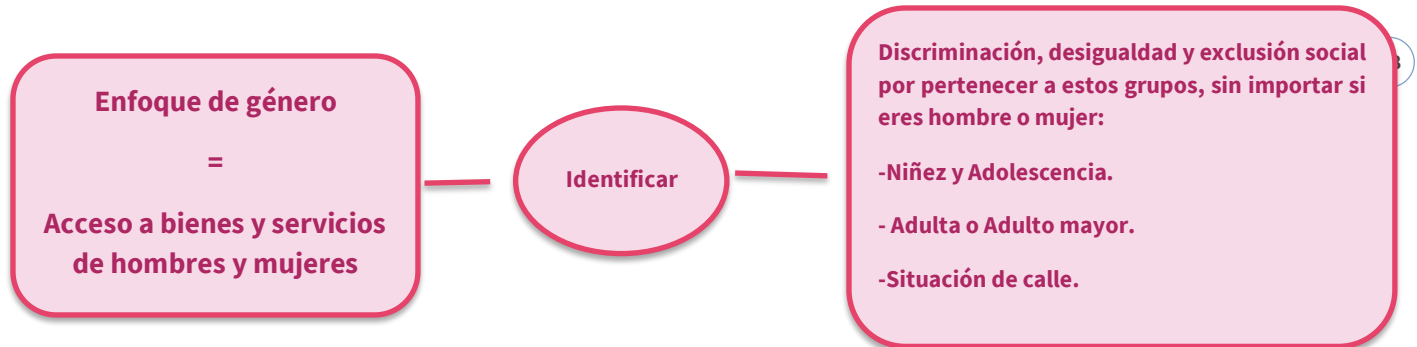 Enfoque de género
=
Acceso a bienes y servicios
de hombres y mujeres
Identificar
Discriminación, desigualdad y exclusión social
por pertenecer a estos grupos, sin importar si
eres hombre o mujer:
-Niñez y Adolescencia.
- Adulta o Adulto mayor.
-Situación de calle.